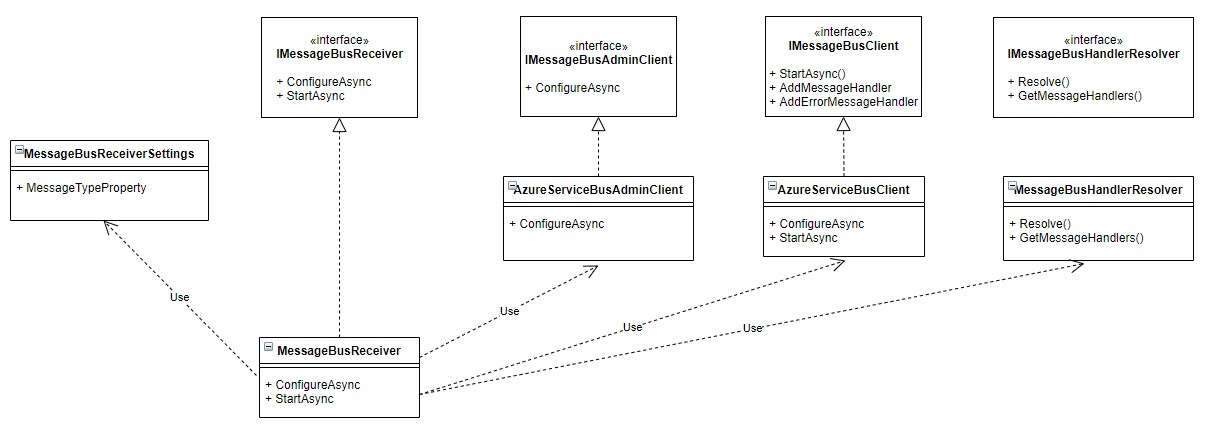 «interface»
IMessageBusReceiver
+ ConfigureAsync
+ StartAsync
«interface»
IMessageBusAdminClient
+ ConfigureAsync
«interface»
IMessageBusClient
+ StartAsync()
+ AddMessageHandler
+ AddErrorMessageHandler
«interface»
IMessageBusHandlerResolver
+ Resolve()
+ GetMessageHandlers()
MessageBusReceiverSettings
+ MessageTypeProperty
AzureServiceBusAdminClient
+ ConfigureAsync
AzureServiceBusClient
+ ConfigureAsync
+ StartAsync
MessageBusHandlerResolver
+ Resolve()
+ GetMessageHandlers()
Use
Use
Use
Use
MessageBusReceiver
+ ConfigureAsync
+ StartAsync